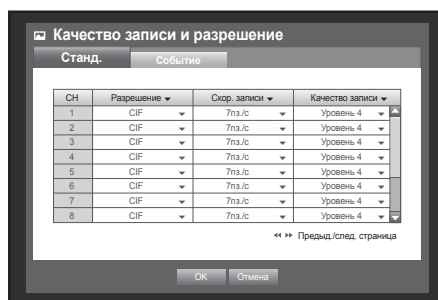 Качество записи и разрешение
Станд. Событие
CH Разрешение Скор. записи Качество записи
1 CIF 7пз./с Уровень 4
2 CIF 7пз./с Уровень 4
3 CIF 7пз./с Уровень 4
4 CIF 7пз./с Уровень 4
5 CIF 7пз./с Уровень 4
6 CIF 7пз./с Уровень 4
7 CIF 7пз./с Уровень 4
8 CIF 7пз./с Уровень 4
Предыд./след. страница
OK Отмена